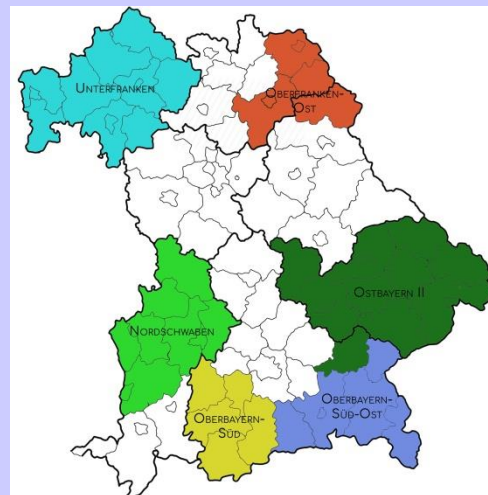 Unterfranken
Oberfranken-
Ost
Ostbayern II
Nordschwaben
Oberbayern-
Süd
Oberbayern-
Süd-Ost